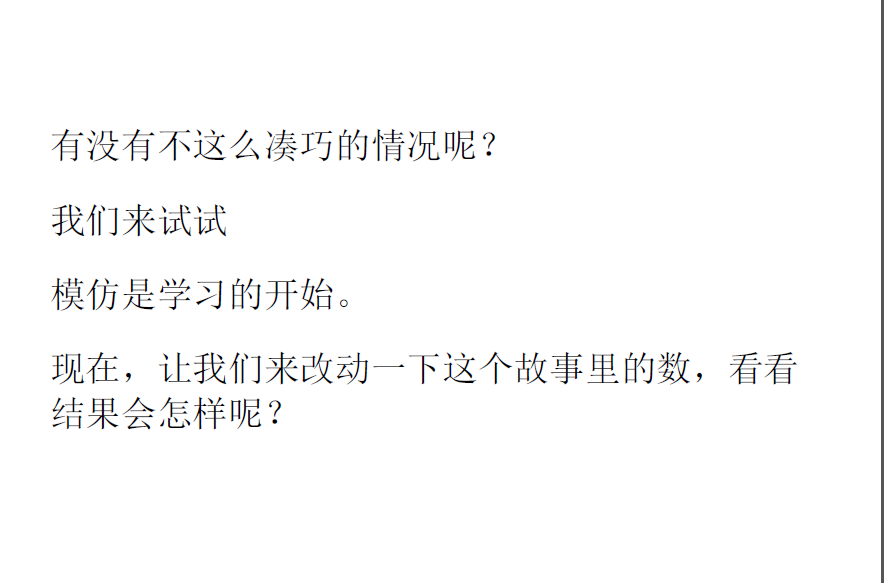 有没有不这么凑巧的情况呢？
我们来试试
模仿是学习的开始。
现在，让我们来改动一下这个故事里的数，看看
结果会怎样呢？